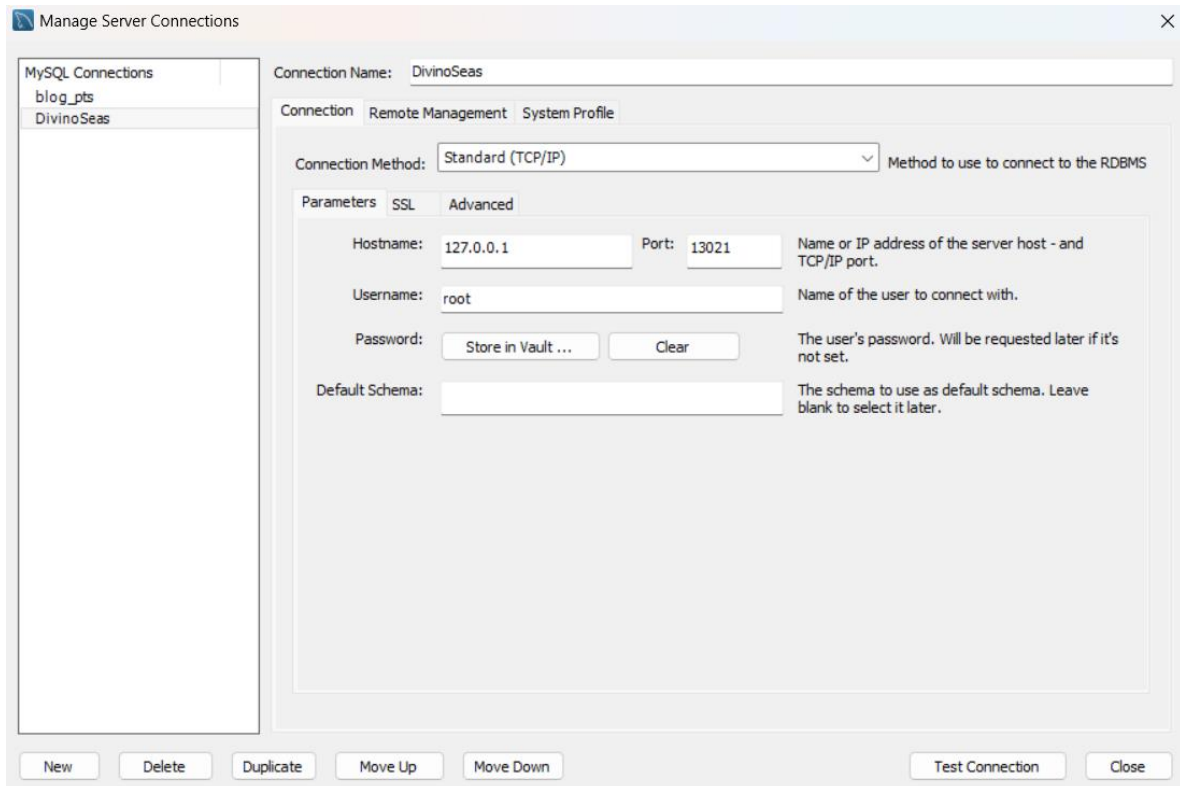 Manage Server Connections
MySQL Connections
blog_pts
DivinoSeas
Connection Name: DivinoSeas
Connection Remote Management System Profile
Connection Method: Standard (TCP/IP) Method to use to connect to the RDBMS
Parameters SSL Advanced
Hostname: 127.0.0.1 Port: 13021 Name or IP address of the server host - and
TCP/IP port.
Username: root Name of the user to connect with.
Password: Store in Vault ... Clear The user's password. Will be requested later if it's
not set.
Default Schema: The schema to use as default schema. Leave
blank to select it later.
New Delete Duplicate Move Up Move Down Test Connection Close